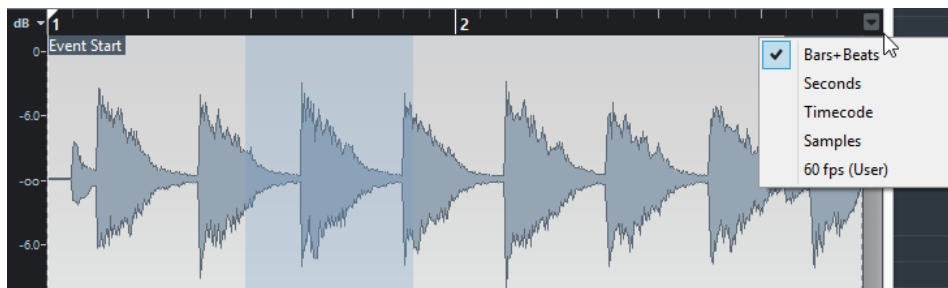 dB
1
2
Event Start
0-
-6.0-
-oo-
-6.0-
Bars+Beats
Seconds
Timecode
Samples
60 fps (User)